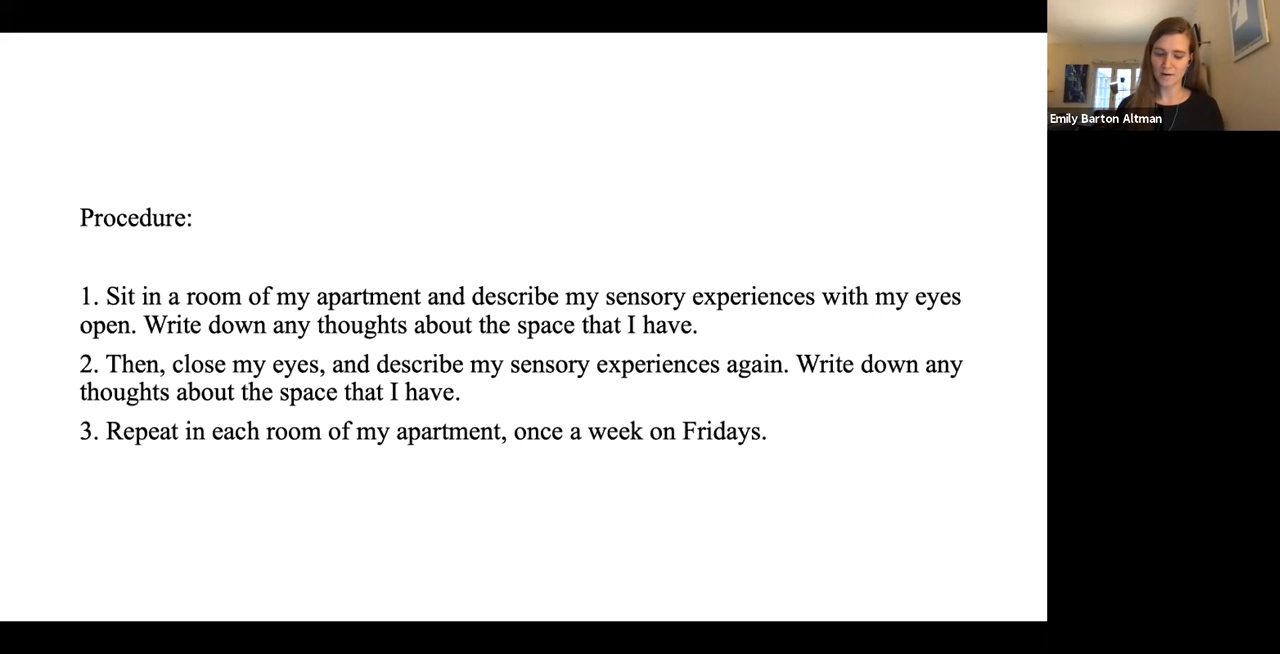 Emily Barton Altman
Procedure:
1. Sit in a room of my apartment and describe my sensory experiences with my eyes
open. Write down any thoughts about the space that I have.
2. Then, close my eyes, and describe my sensory experiences again. Write down any
thoughts about the space that I have.
3. Repeat in each room of my apartment, once a week on Fridays.